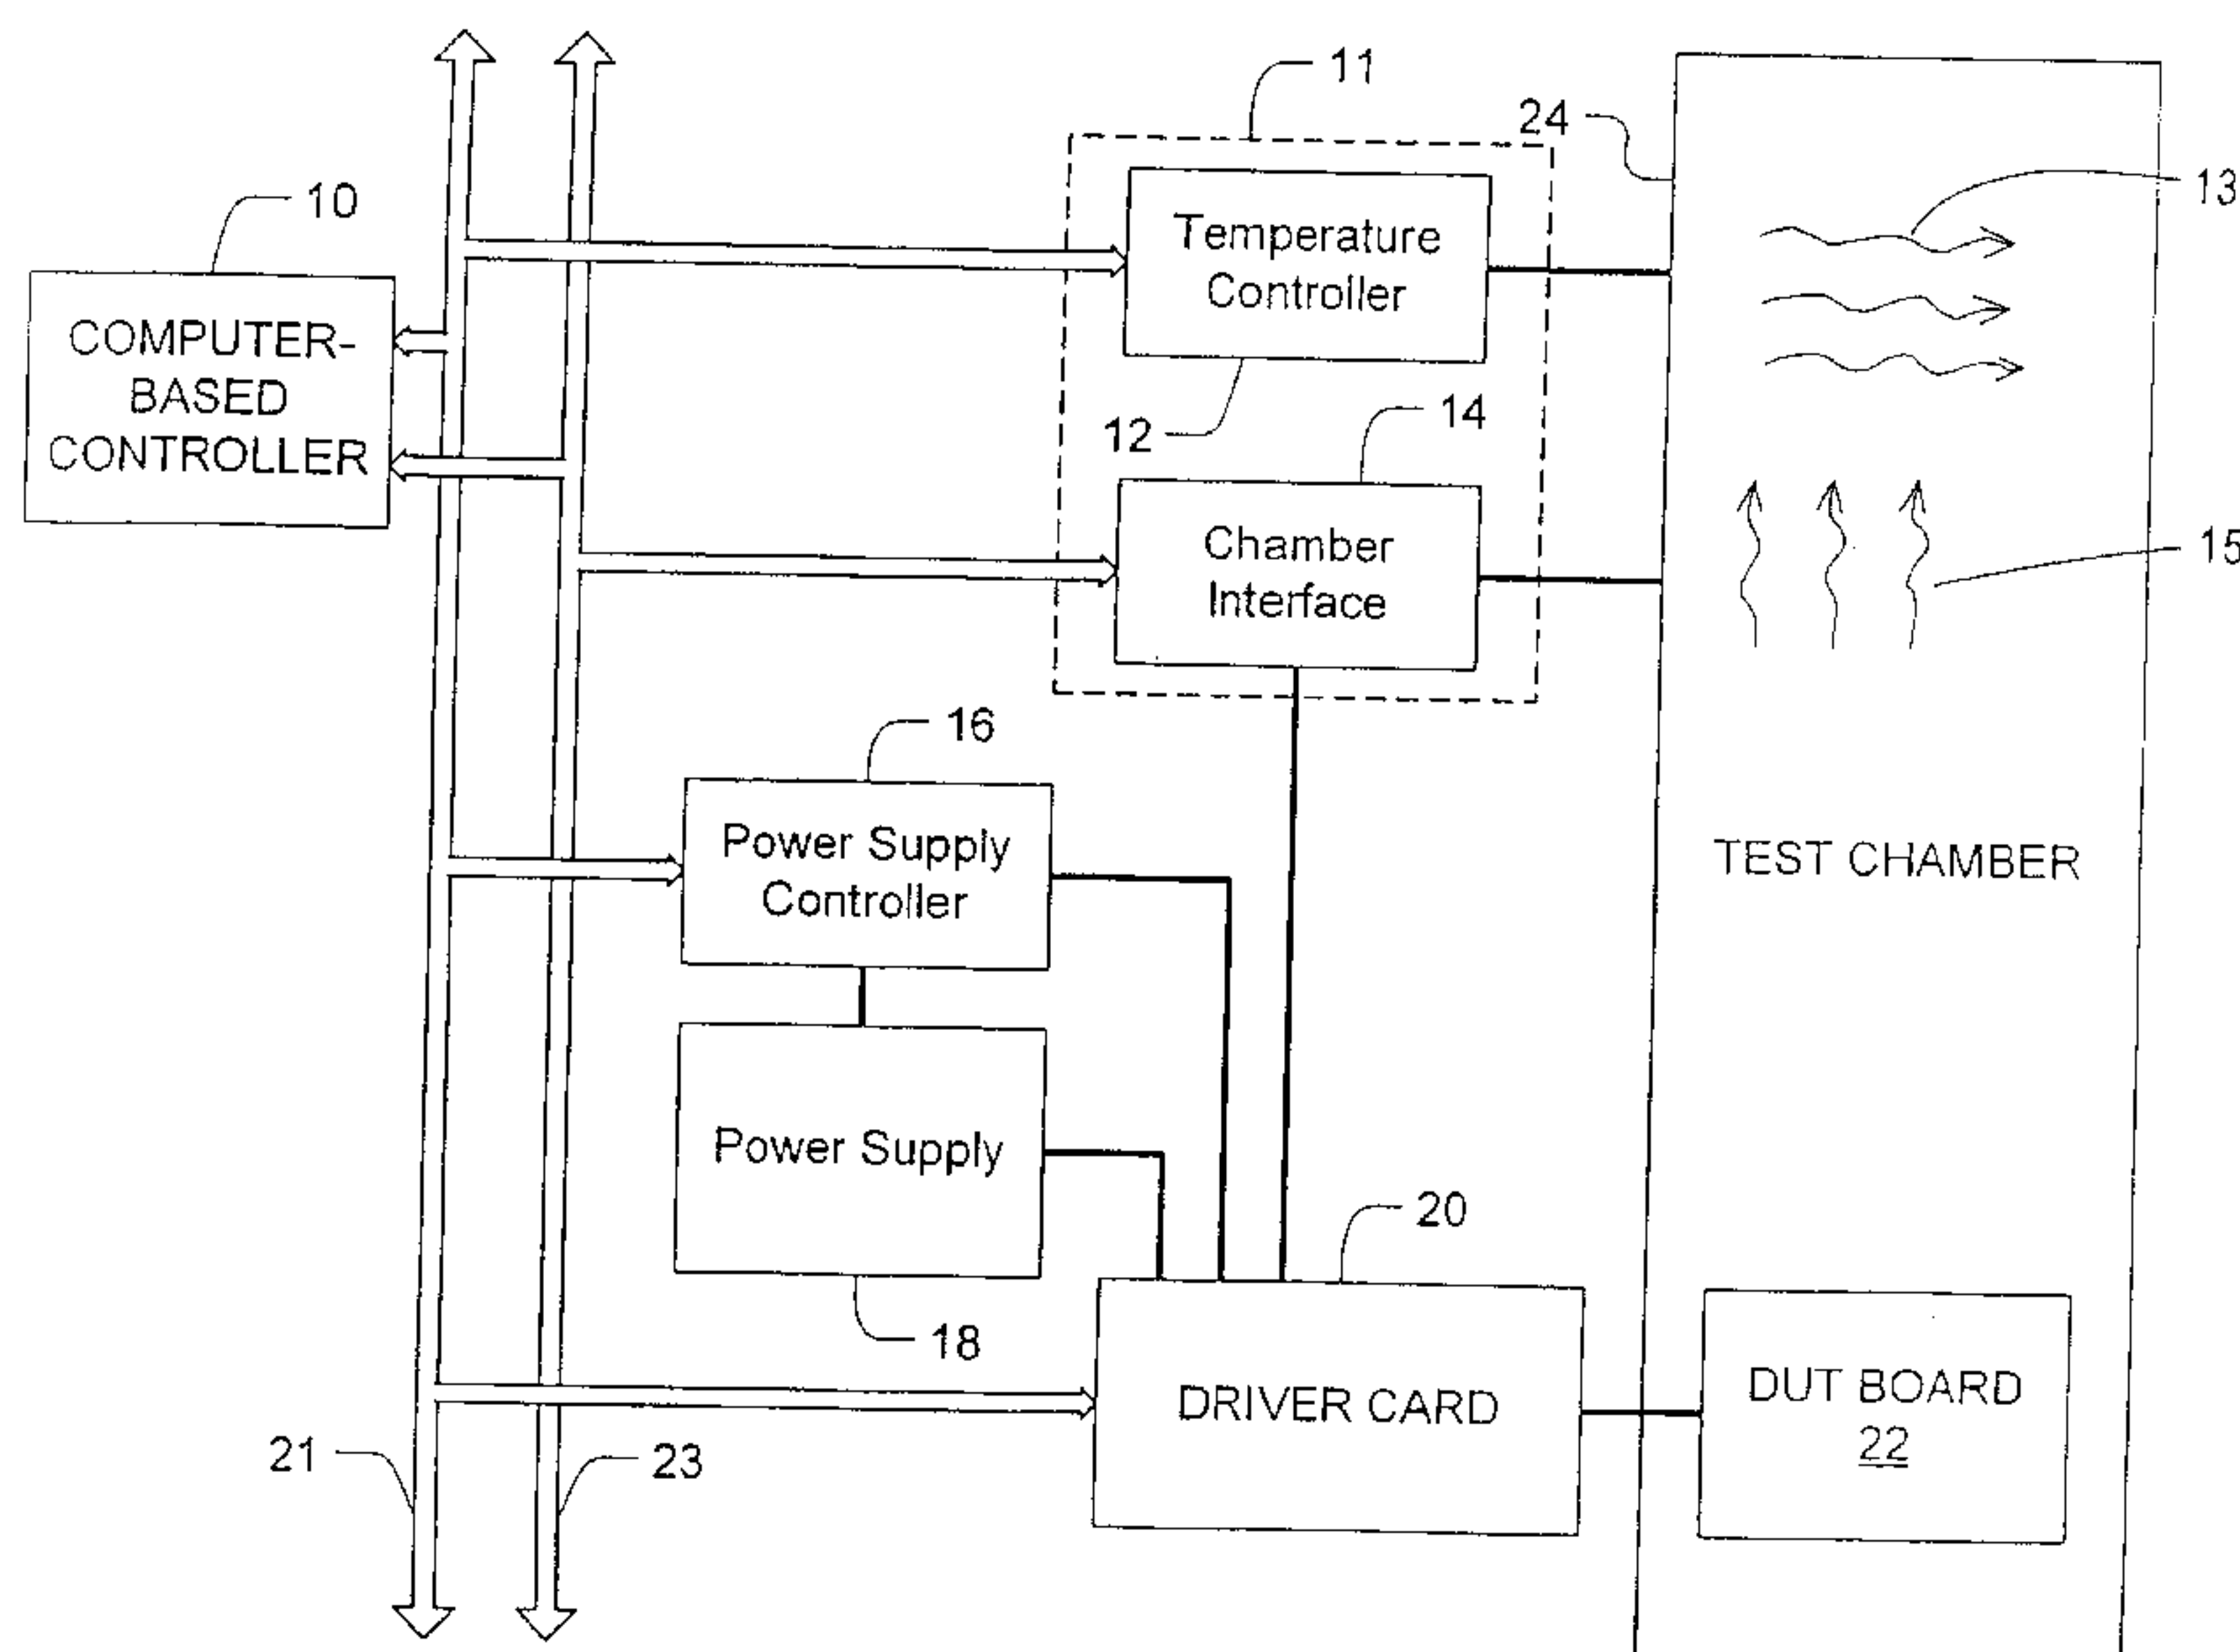 11
24
13
10
Temperature
Controller
COMPUTER-
BASED
CONTROLLER
12
14
Chamber
Interface
15
16
Power Supply
Controller
TEST CHAMBER
Power Supply
18
20
DRIVER CARD
DUT BOARD
22
21
23